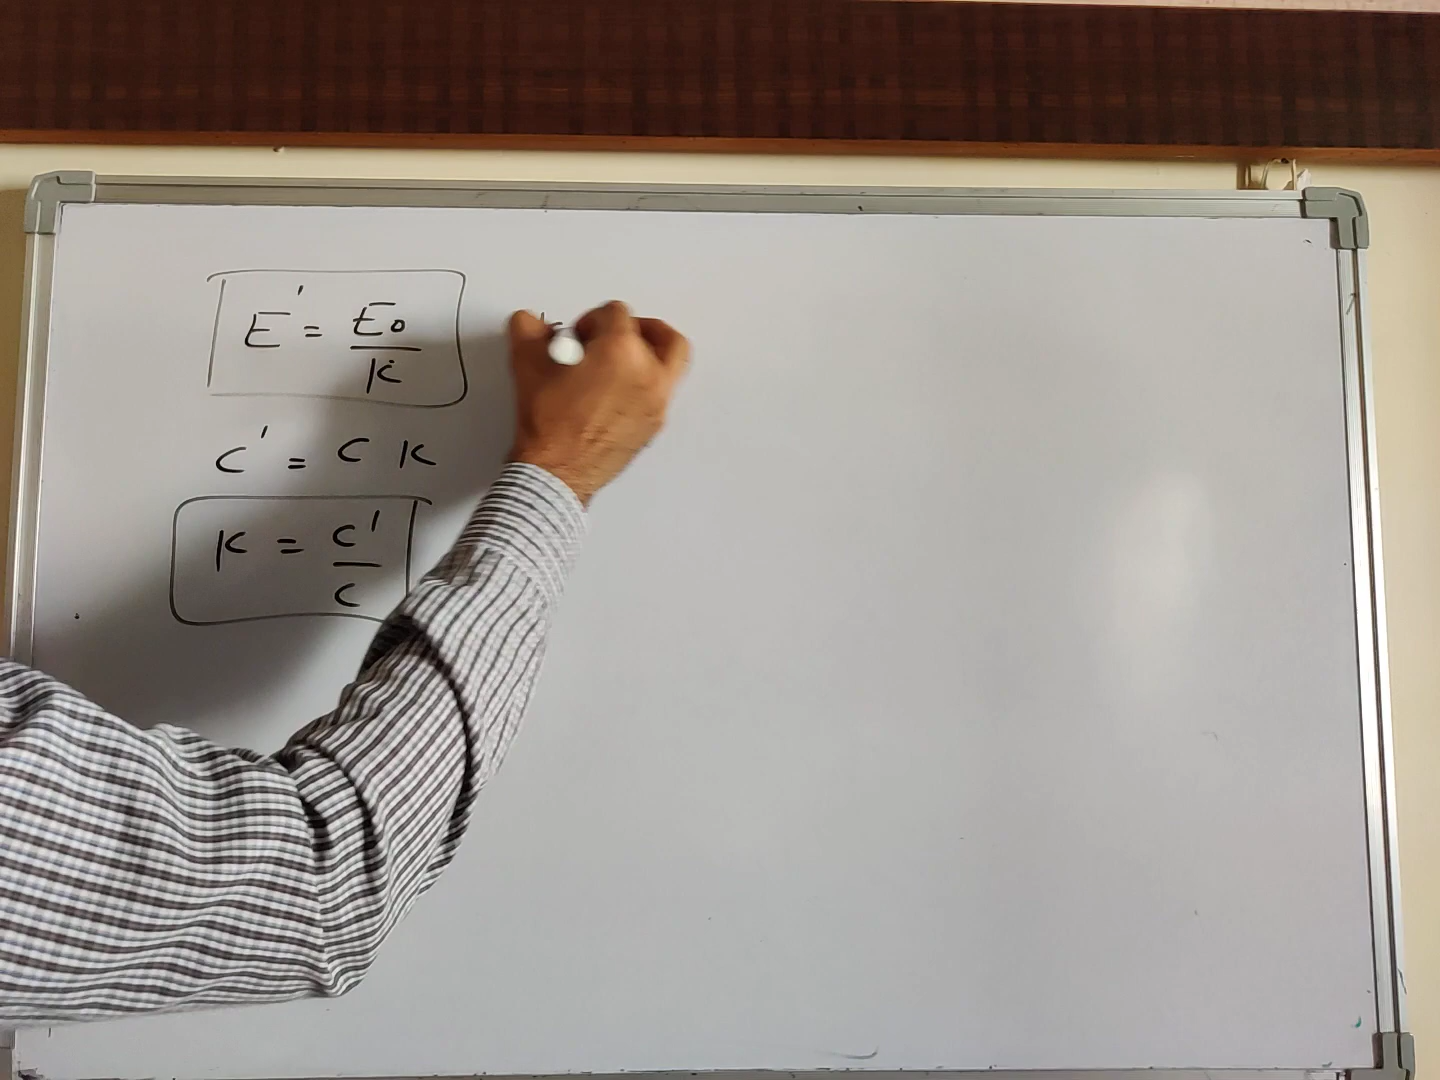 E' = E₀/K
C' = C K
K = C'/C